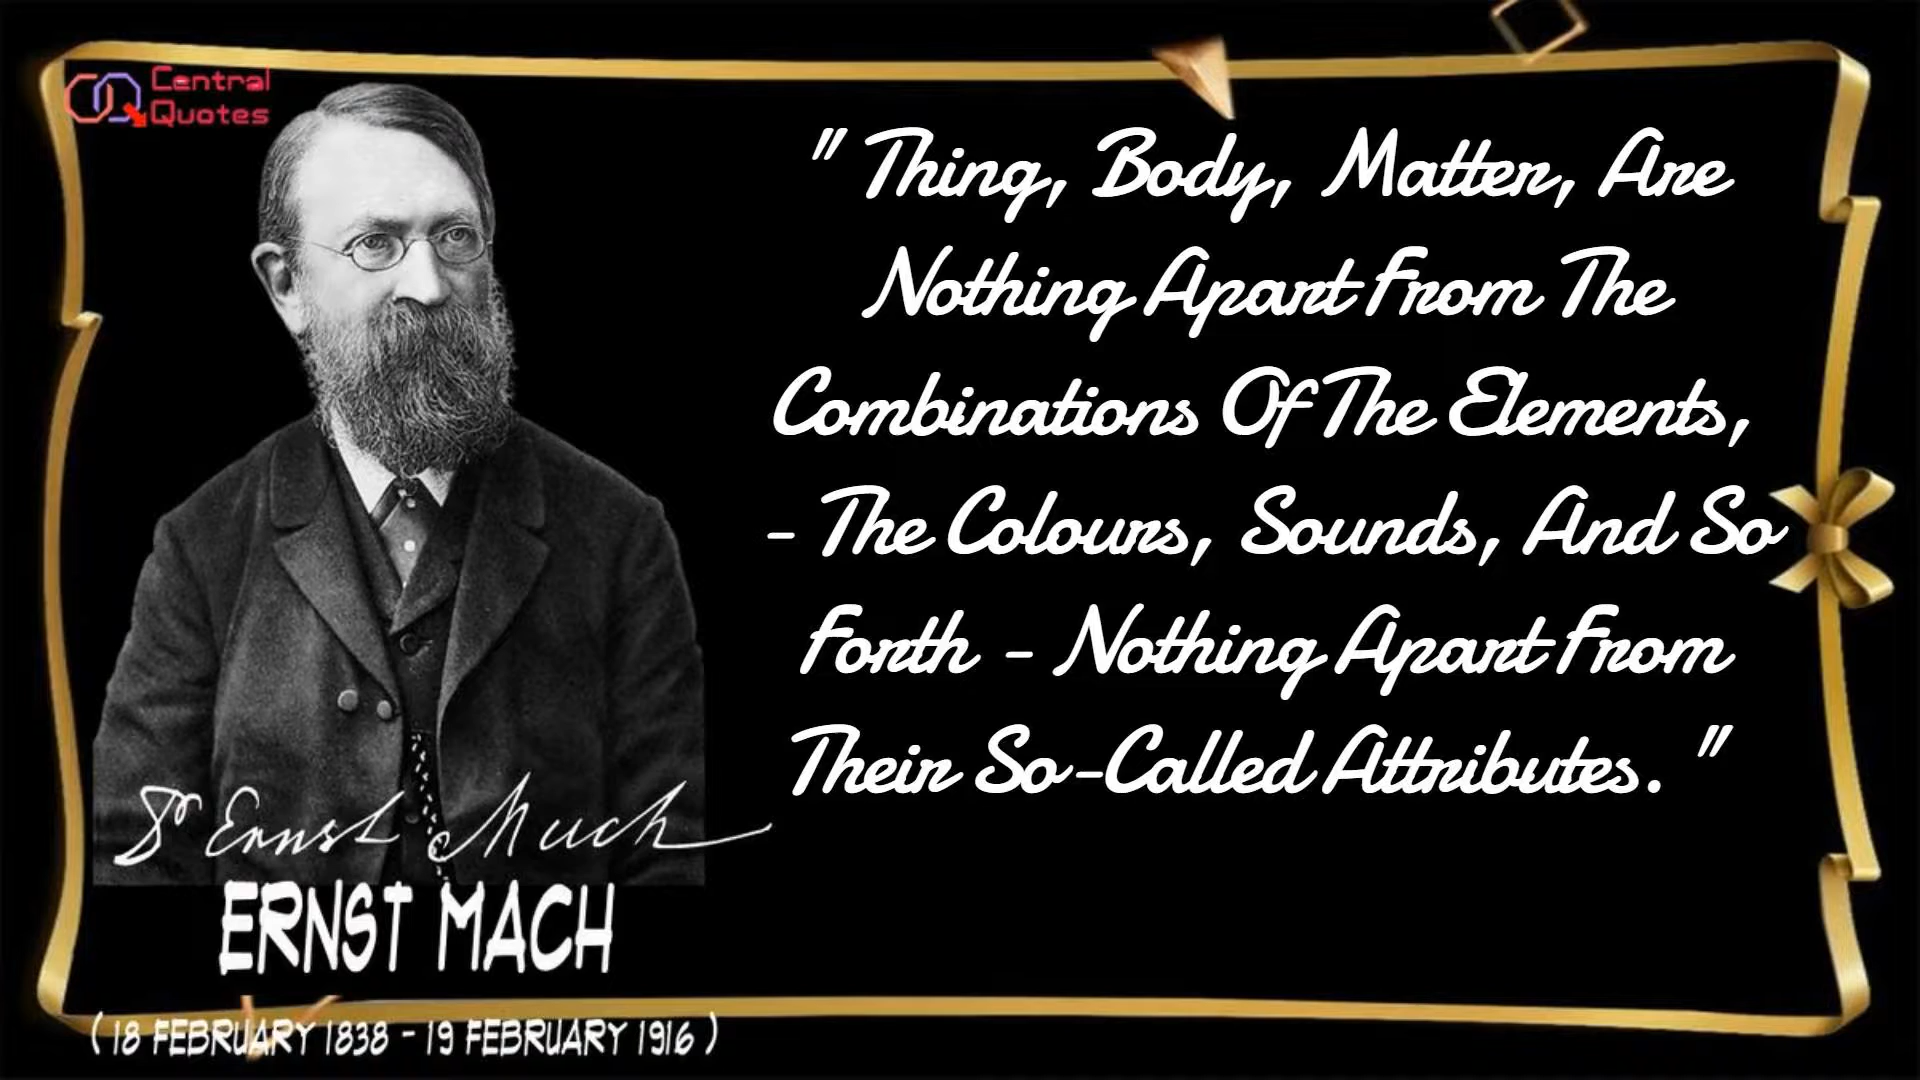 Central
Quotes
" Thing, Body, Matter, Are
Nothing Apart From The
Combinations Of The Elements,
- The Colours, Sounds, And So
Forth - Nothing Apart From
Their So-Called Attributes. "
Dr Ernst Mach
ERNST MACH
( 18 FEBRUARY 1838 - 19 FEBRUARY 1916 )